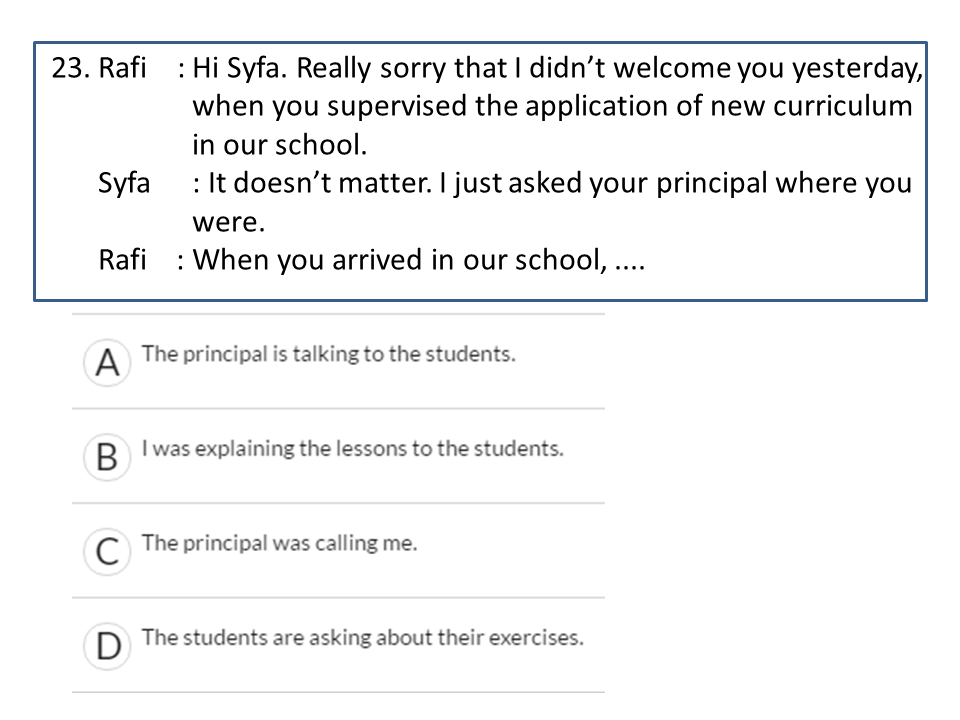 23. Rafi : Hi Syfa. Really sorry that I didn’t welcome you yesterday,
when you supervised the application of new curriculum
in our school.
Syfa : It doesn’t matter. I just asked your principal where you
were.
Rafi : When you arrived in our school, ....
A The principal is talking to the students.
B I was explaining the lessons to the students.
C The principal was calling me.
D The students are asking about their exercises.